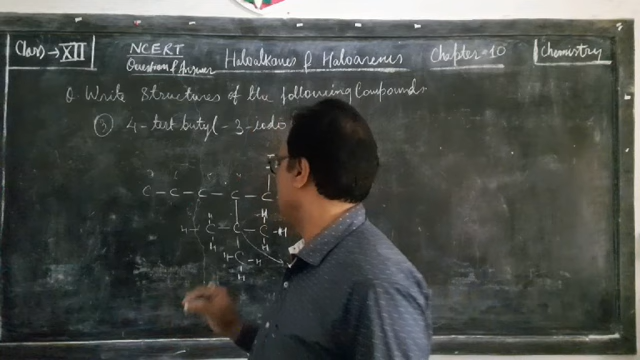 Class → XII
NCERT
Question & Answer
Haloalkanes & Haloarenes
Chapter - 10
Chemistry
Q. Write Structures of the following Compounds.
③ 4-tert butyl-3-iodo
C - C - C - C - C
H
H - C - C - C - H
H
H - C - H
H